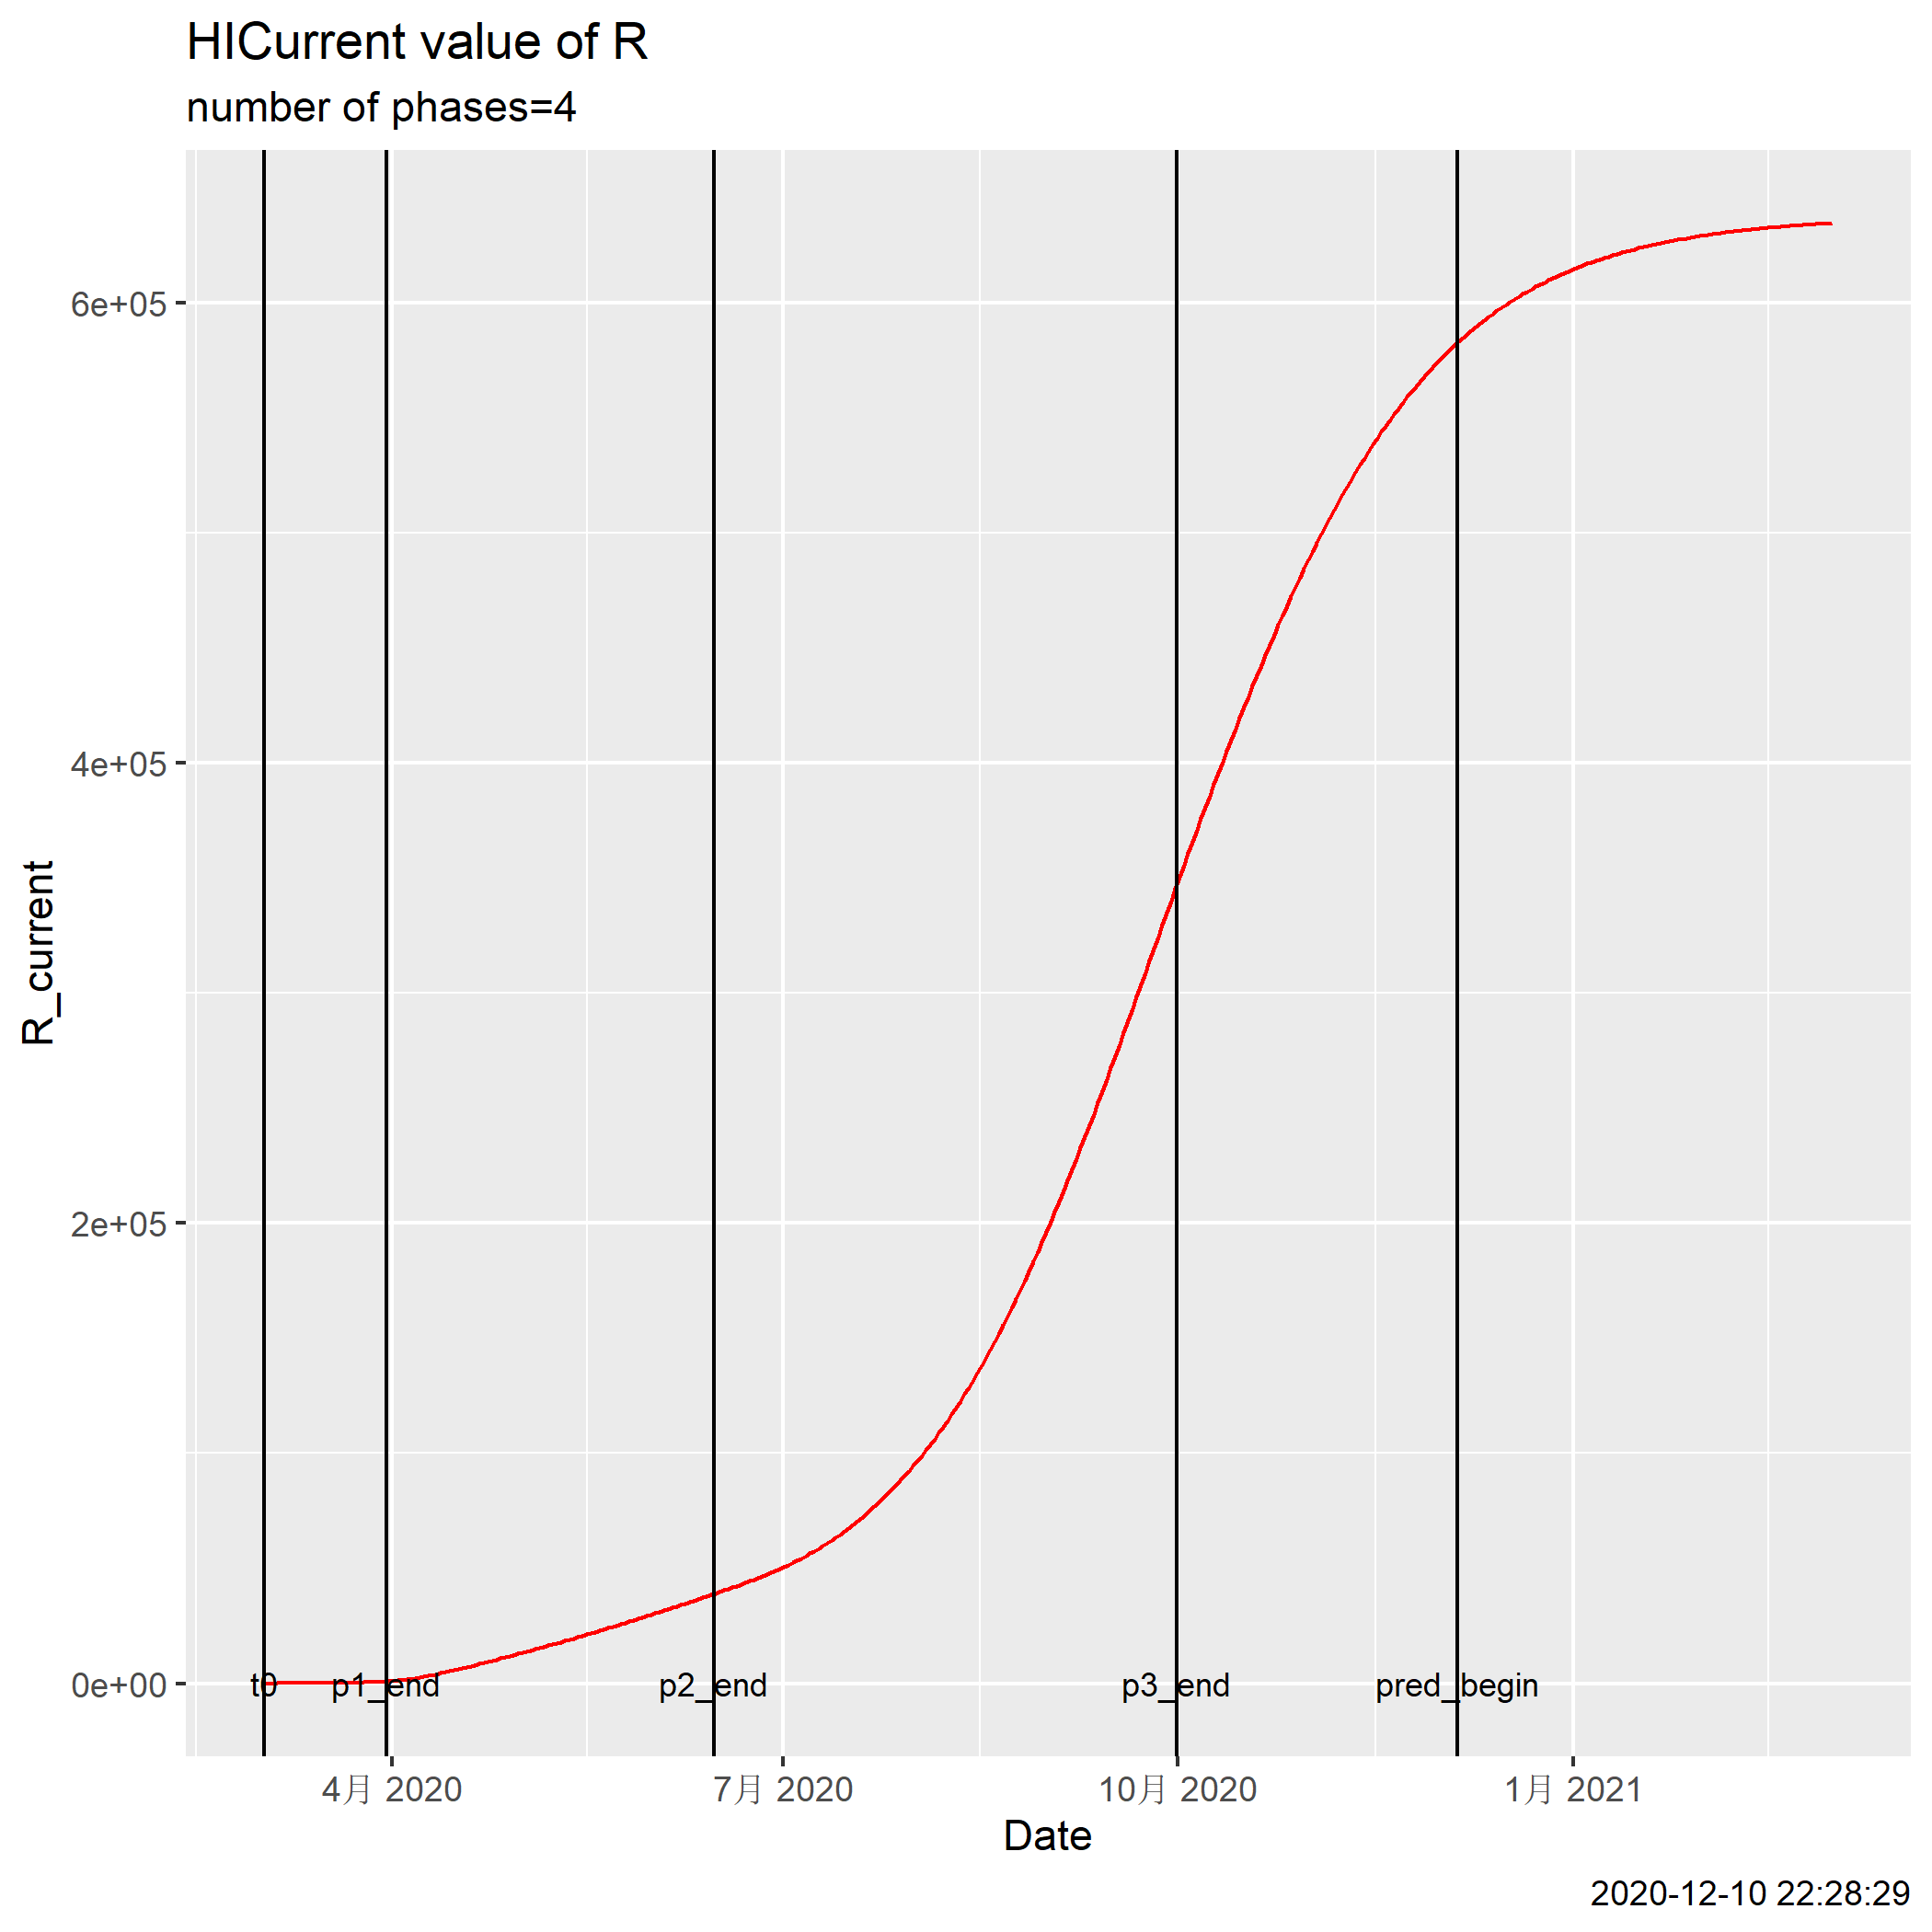 HICurrent value of R
number of phases=4
R_current
6e+05
4e+05
2e+05
0e+00
t0
p1_end
p2_end
p3_end
pred_begin
4月 2020
7月 2020
10月 2020
1月 2021
Date
2020-12-10 22:28:29